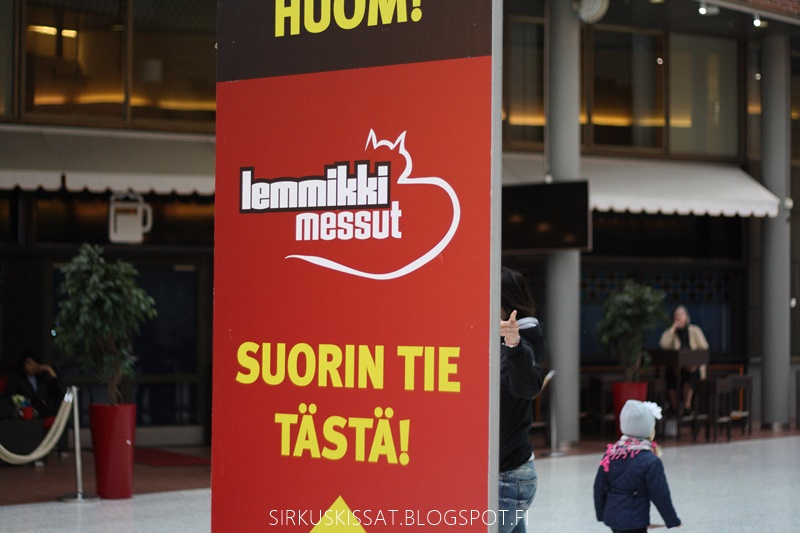 HUOM!
lemmikki
messut
SUORIN TIE
TÄSTÄ!
SIRKUSKISSAT.BLOGSPOT.FI